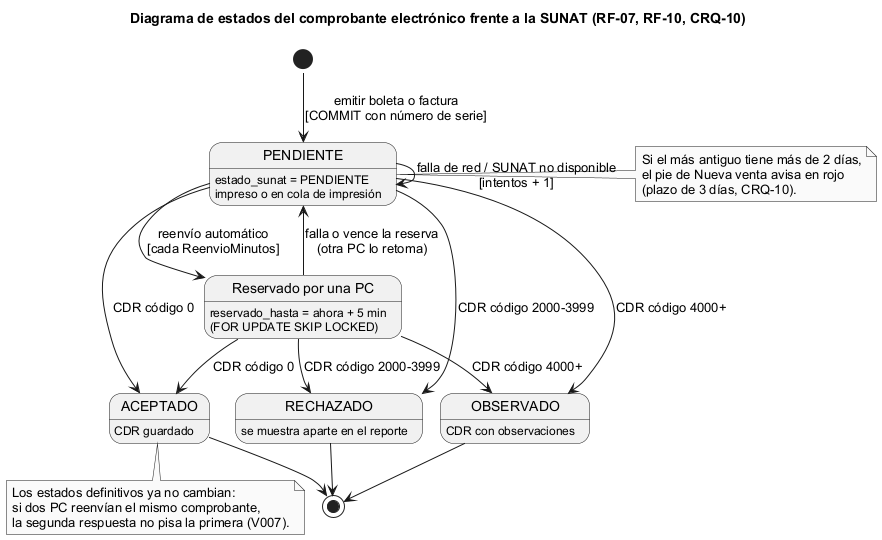 Diagrama de estados del comprobante electrónico frente a la SUNAT (RF-07, RF-10, CRQ-10)
emitir boleta o factura
[COMMIT con número de serie]
PENDIENTE
estado_sunat = PENDIENTE
impreso o en cola de impresión
falla de red / SUNAT no disponible
[intentos + 1]
Si el más antiguo tiene más de 2 días,
el pie de Nueva venta avisa en rojo
(plazo de 3 días, CRQ-10).
reenvío automático
[cada ReenvioMinutos]
falla o vence la reserva
(otra PC lo retoma)
Reservado por una PC
reservado_hasta = ahora + 5 min
(FOR UPDATE SKIP LOCKED)
CDR código 0
CDR código 2000-3999
CDR código 4000+
CDR código 0
CDR código 2000-3999
CDR código 4000+
ACEPTADO
CDR guardado
RECHAZADO
se muestra aparte en el reporte
OBSERVADO
CDR con observaciones
Los estados definitivos ya no cambian:
si dos PC reenvían el mismo comprobante,
la segunda respuesta no pisa la primera (V007).